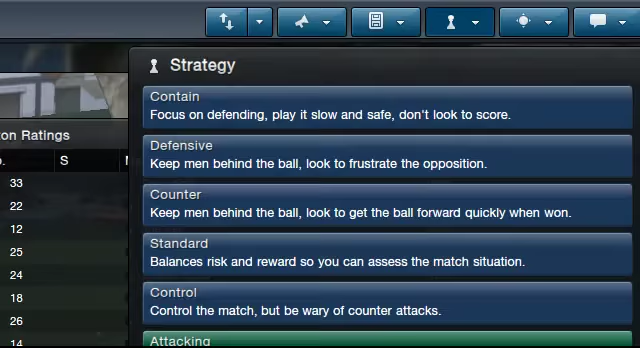 Strategy
Contain
Focus on defending, play it slow and safe, don't look to score.
Defensive
Keep men behind the ball, look to frustrate the opposition.
Counter
Keep men behind the ball, look to get the ball forward quickly when won.
Standard
Balances risk and reward so you can assess the match situation.
Control
Control the match, but be wary of counter attacks.
Attacking
on Ratings
S
33
22
12
25
24
18
26
14